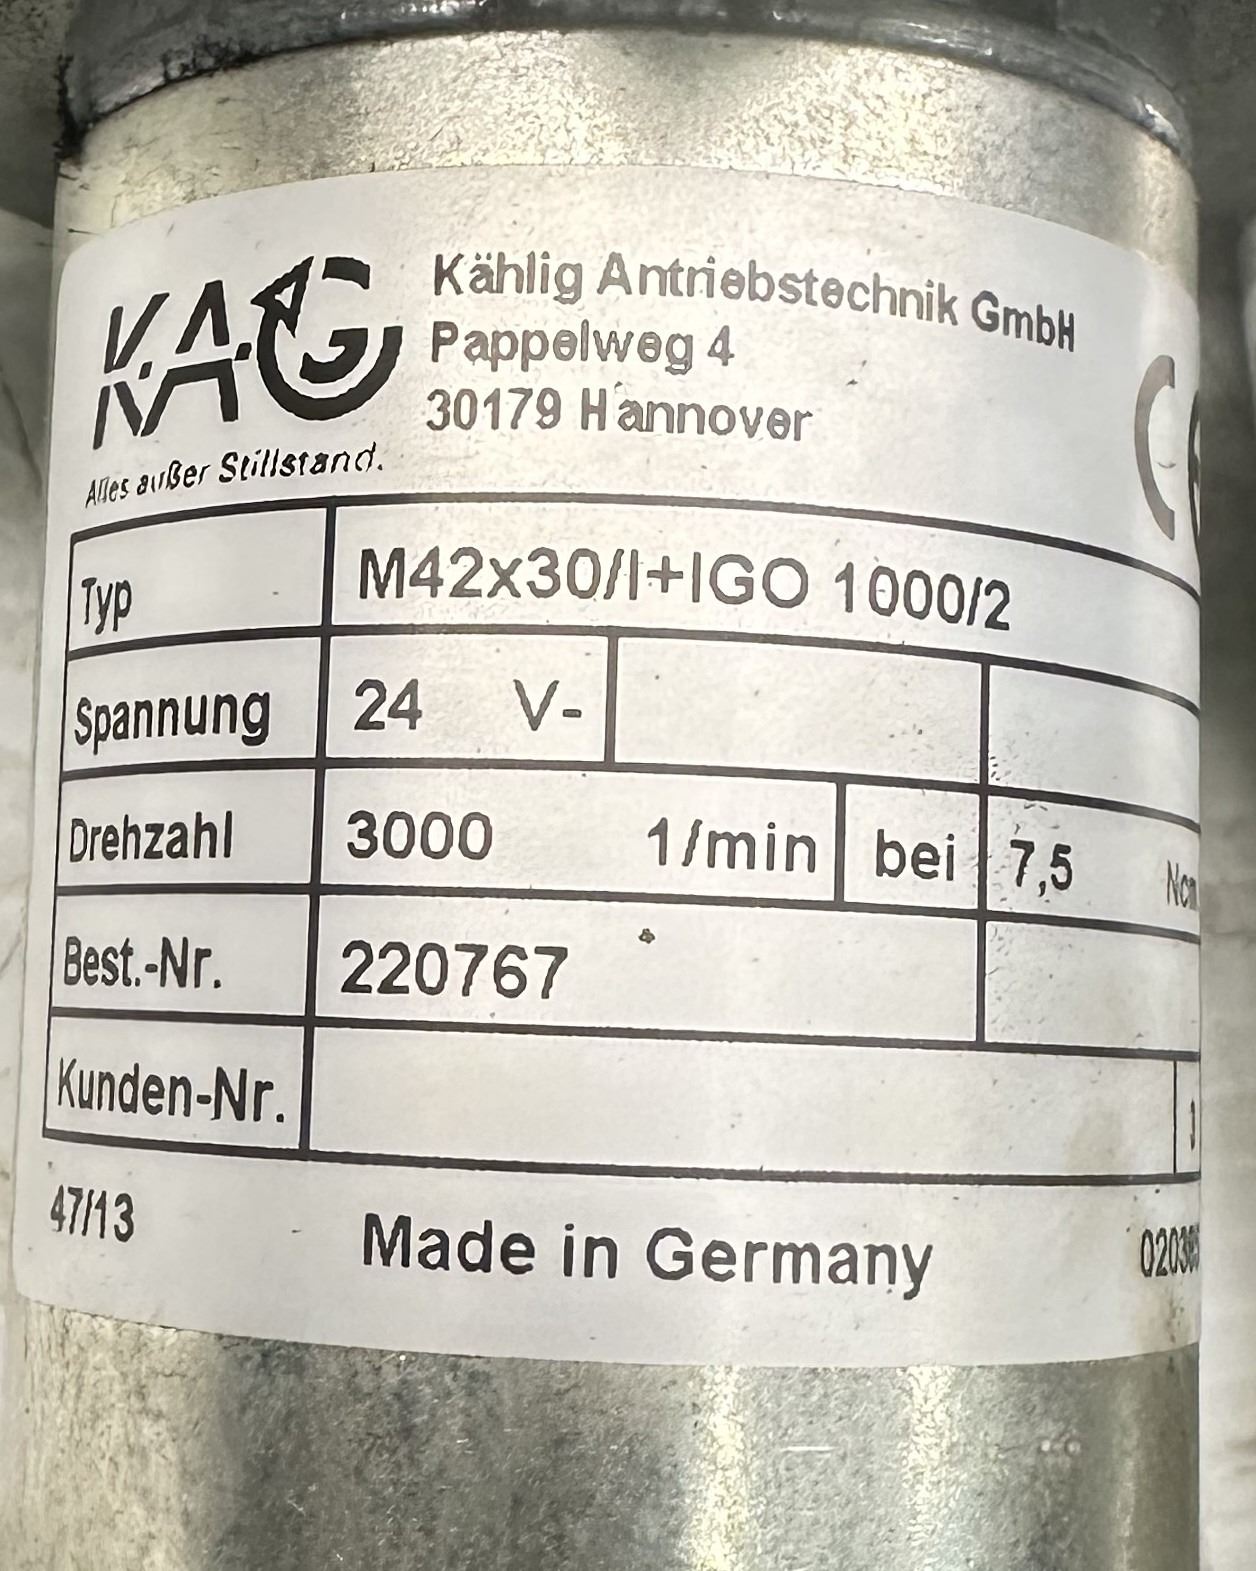 KAG
Kählig Antriebstechnik GmbH
Pappelweg 4
30179 Hannover
Alles außer Stillstand.
Typ M42x30/I+IGO 1000/2
Spannung 24 V-
Drehzahl 3000 1/min bei 7,5
Best.-Nr. 220767
Kunden-Nr.
47/13 Made in Germany